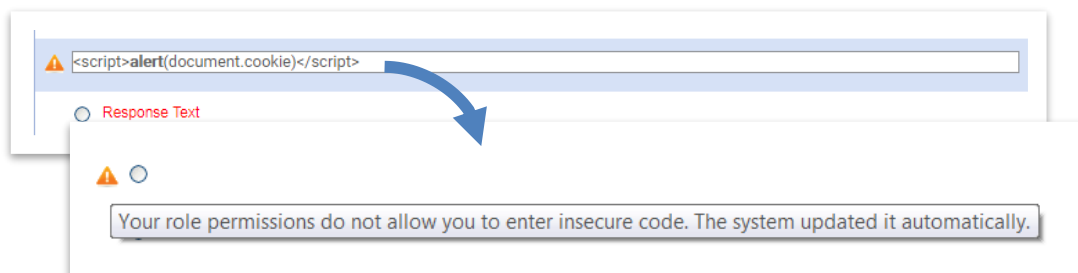 <script>alert(document.cookie)</script>
Response Text
Your role permissions do not allow you to enter insecure code. The system updated it automatically.